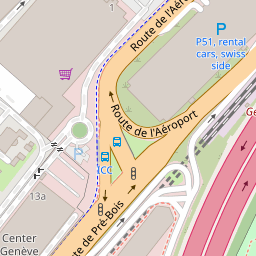 Route de l'Aér
P
P51, rental
cars, swiss
side
Route de l'Aéroport
Ge
P
ICC
13a
Route de Pré-Bois
Center
Genève